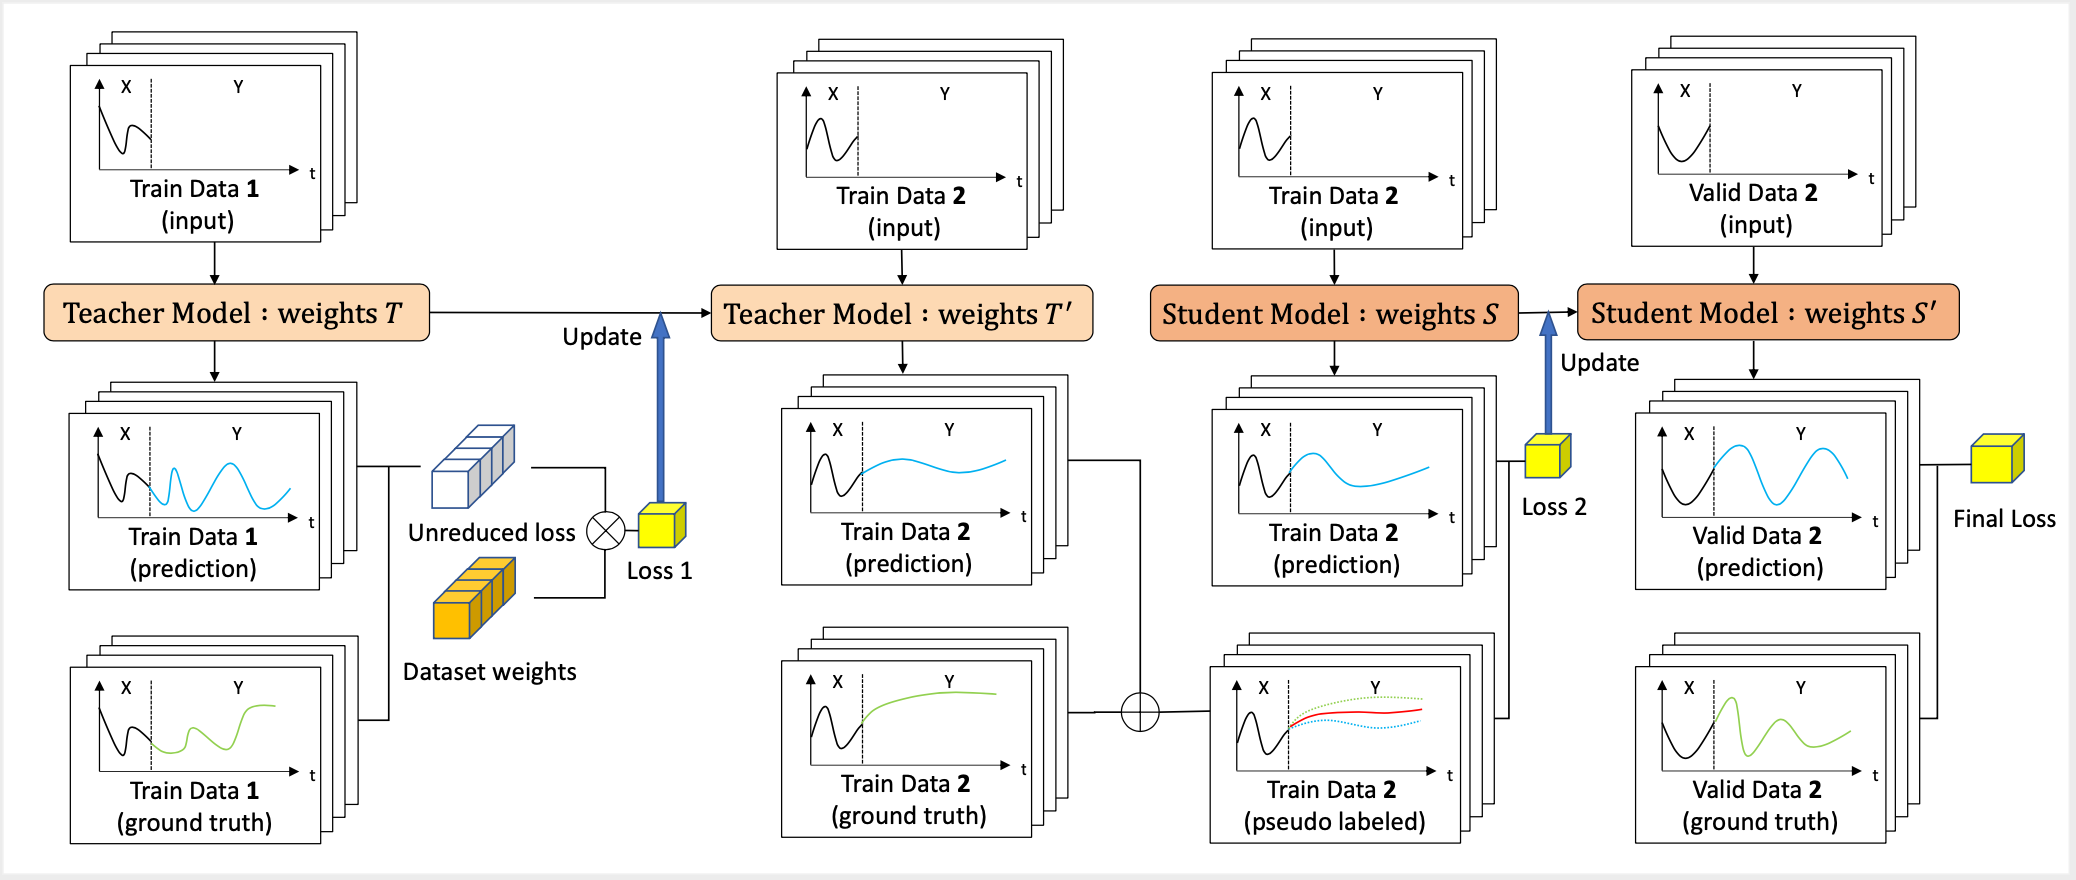 X Y
t
Train Data 1
(input)
X Y
t
Train Data 2
(input)
X Y
t
Train Data 2
(input)
X Y
t
Valid Data 2
(input)
Teacher Model : weights T
Update
Teacher Model : weights T′
Student Model : weights S
Update
Student Model : weights S′
X Y
t
Train Data 1
(prediction)
Unreduced loss
Loss 1
Dataset weights
X Y
t
Train Data 2
(prediction)
X Y
t
Train Data 2
(prediction)
Loss 2
X Y
t
Valid Data 2
(prediction)
Final Loss
X Y
t
Train Data 1
(ground truth)
X Y
t
Train Data 2
(ground truth)
X Y
t
Train Data 2
(pseudo labeled)
X Y
t
Valid Data 2
(ground truth)